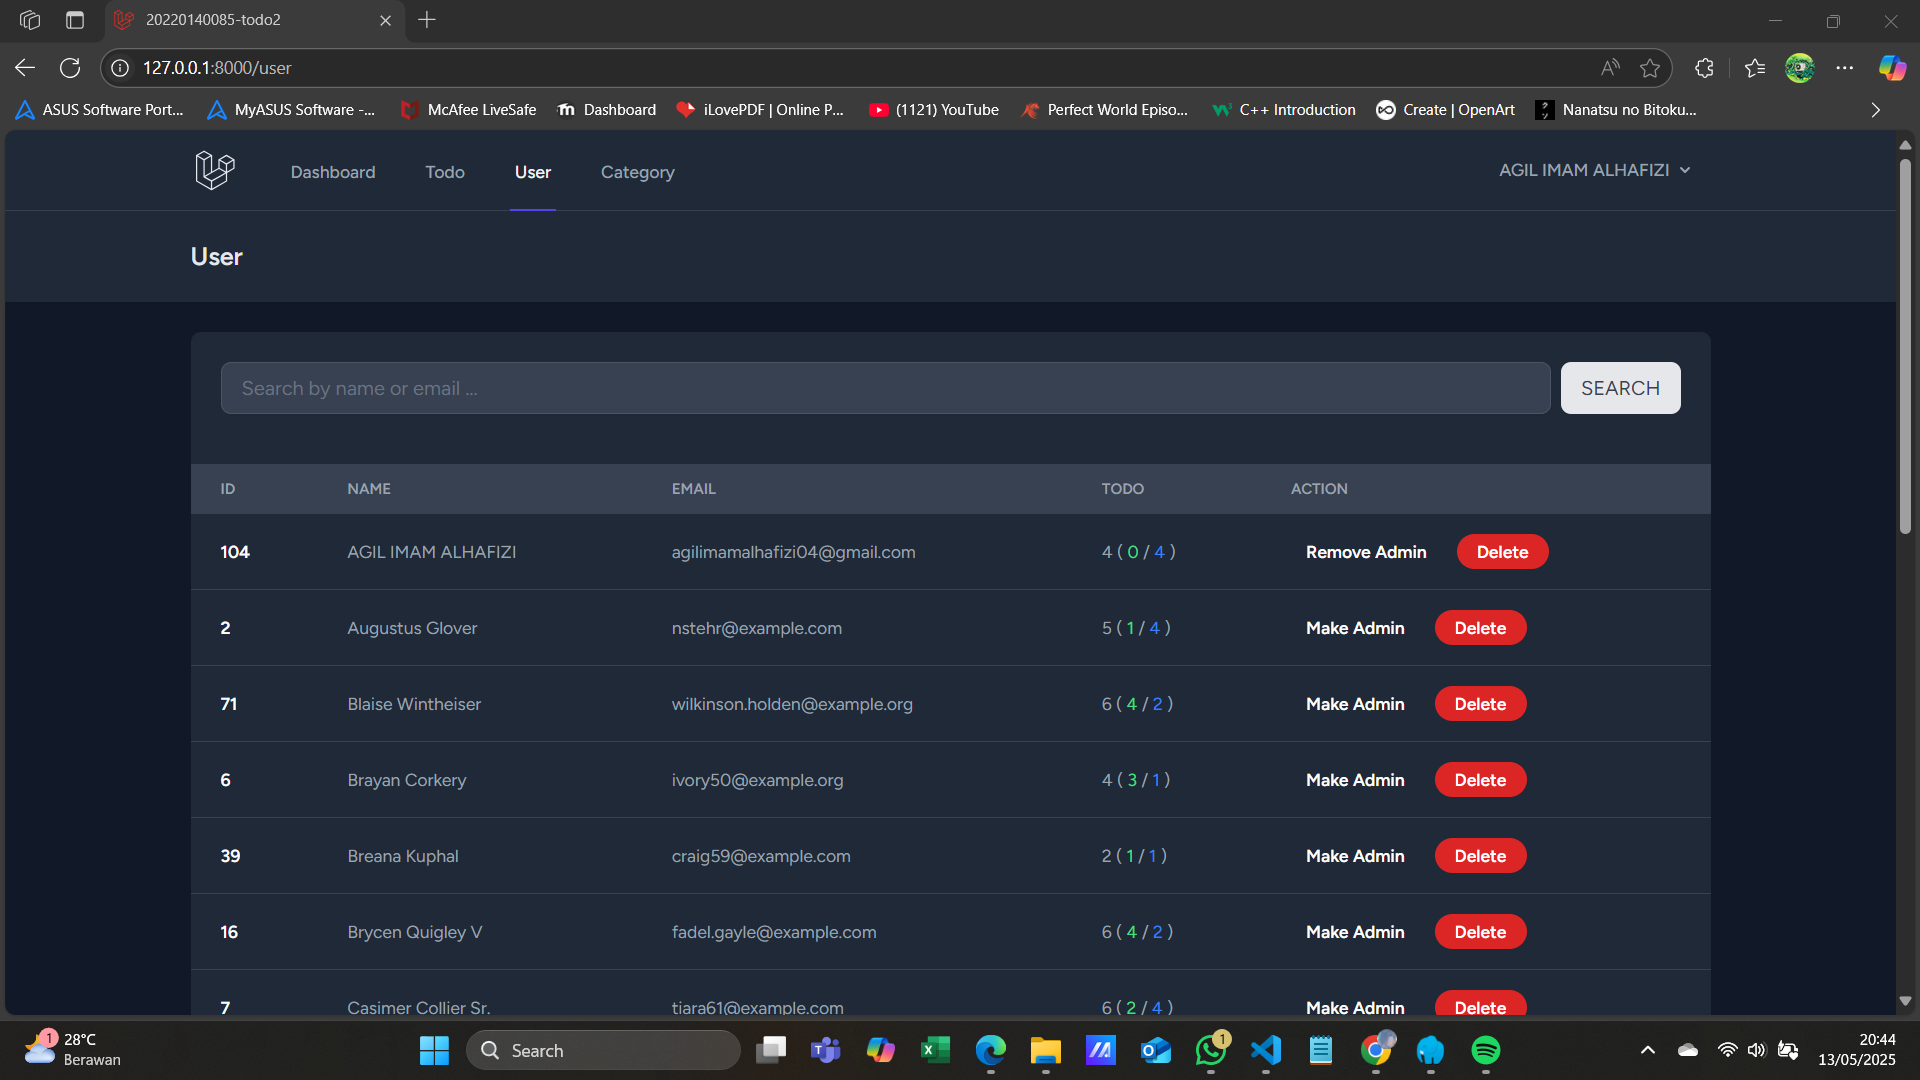 20220140085-todo2
127.0.0.1:8000/user
ASUS Software Port... MyASUS Software -... McAfee LiveSafe Dashboard iLovePDF | Online P... (1121) YouTube Perfect World Episo... C++ Introduction Create | OpenArt Nanatsu no Bitoku...
Dashboard Todo User Category AGIL IMAM ALHAFIZI
User
Search by name or email ... SEARCH
ID NAME EMAIL TODO ACTION
104 AGIL IMAM ALHAFIZI agilimamalhafizi04@gmail.com 4 ( 0 / 4 ) Remove Admin Delete
2 Augustus Glover nstehr@example.com 5 ( 1 / 4 ) Make Admin Delete
71 Blaise Wintheiser wilkinson.holden@example.org 6 ( 4 / 2 ) Make Admin Delete
6 Brayan Corkery ivory50@example.org 4 ( 3 / 1 ) Make Admin Delete
39 Breana Kuphal craig59@example.com 2 ( 1 / 1 ) Make Admin Delete
16 Brycen Quigley V fadel.gayle@example.com 6 ( 4 / 2 ) Make Admin Delete
7 Casimer Collier Sr. tiara61@example.com 6 ( 2 / 4 ) Make Admin Delete
1 28°C
Berawan
Search
1
20:44
13/05/2025